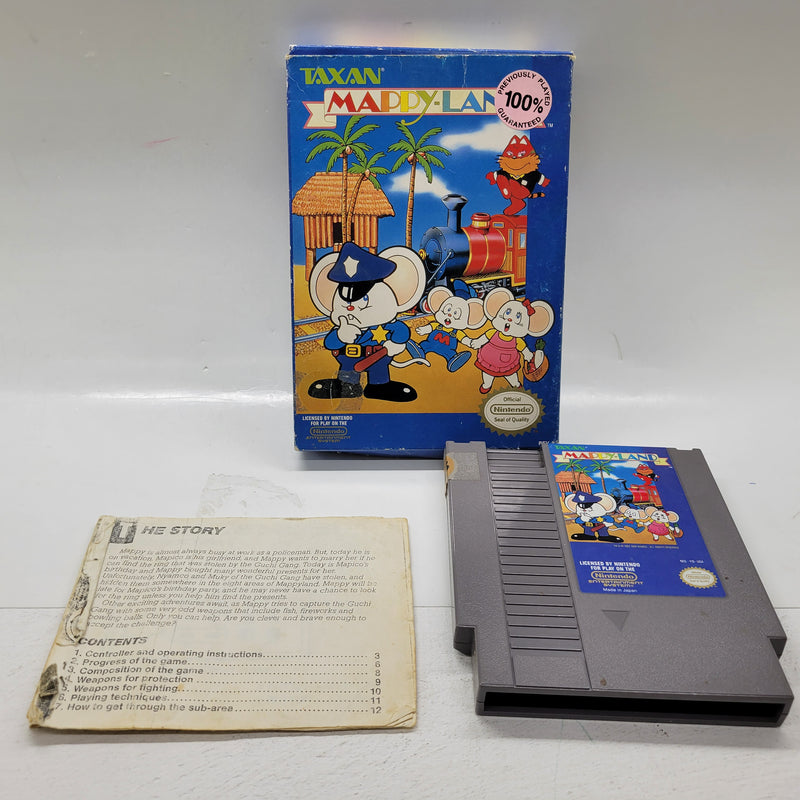 TAXAN®
MAPPY-LAN
PREVIOUSLY PLAYED
100%
GUARANTEED
TM
M
LICENSED BY NINTENDO
FOR PLAY ON THE
Nintendo
ENTERTAINMENT
SYSTEM
Official
Nintendo
Seal of Quality
REV
TAXAN
MAPPY-LAND
LICENSED BY NINTENDO
FOR PLAY ON THE
Nintendo
ENTERTAINMENT
SYSTEM
Made in Japan
HE STORY
Mappy is almost always busy at work as a policeman. But, today he is
on vacation. Mapico is his girlfriend, and Mappy wants to marry her if he
can find the ring that was stolen by the Guchi Gang. Today is Mapico's
birthday and Mappy bought many wonderful presents for her.
Unfortunately, Nyamco and Muky of the Guchi Gang have stolen, and
hidden these presents in the eight areas of Mappyland. Mappy will be
late for Mapico's birthday party, and he may never have a chance to look
for the ring unless you help him find the presents.
Other exciting adventures await, as Mappy tries to capture the Guchi
Gang with some very odd weapons that include fish, fireworks and
bowling balls. Only you can help. Are you clever and brave enough to
accept the challenge?
CONTENTS
1. Controller and operating instructions 3
2. Progress of the game 6
3. Composition of the game 8
4. Weapons for protection 9
5. Weapons for fighting 10
6. Playing techniques 11
7. How to get through the sub-area 12